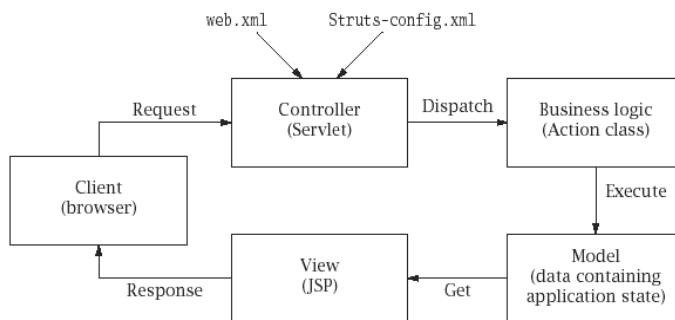 web.xml
Struts-config.xml
Request
Controller
(Servlet)
Dispatch
Business logic
(Action class)
Client
(browser)
Execute
Response
View
(JSP)
Get
Model
(data containing
application state)